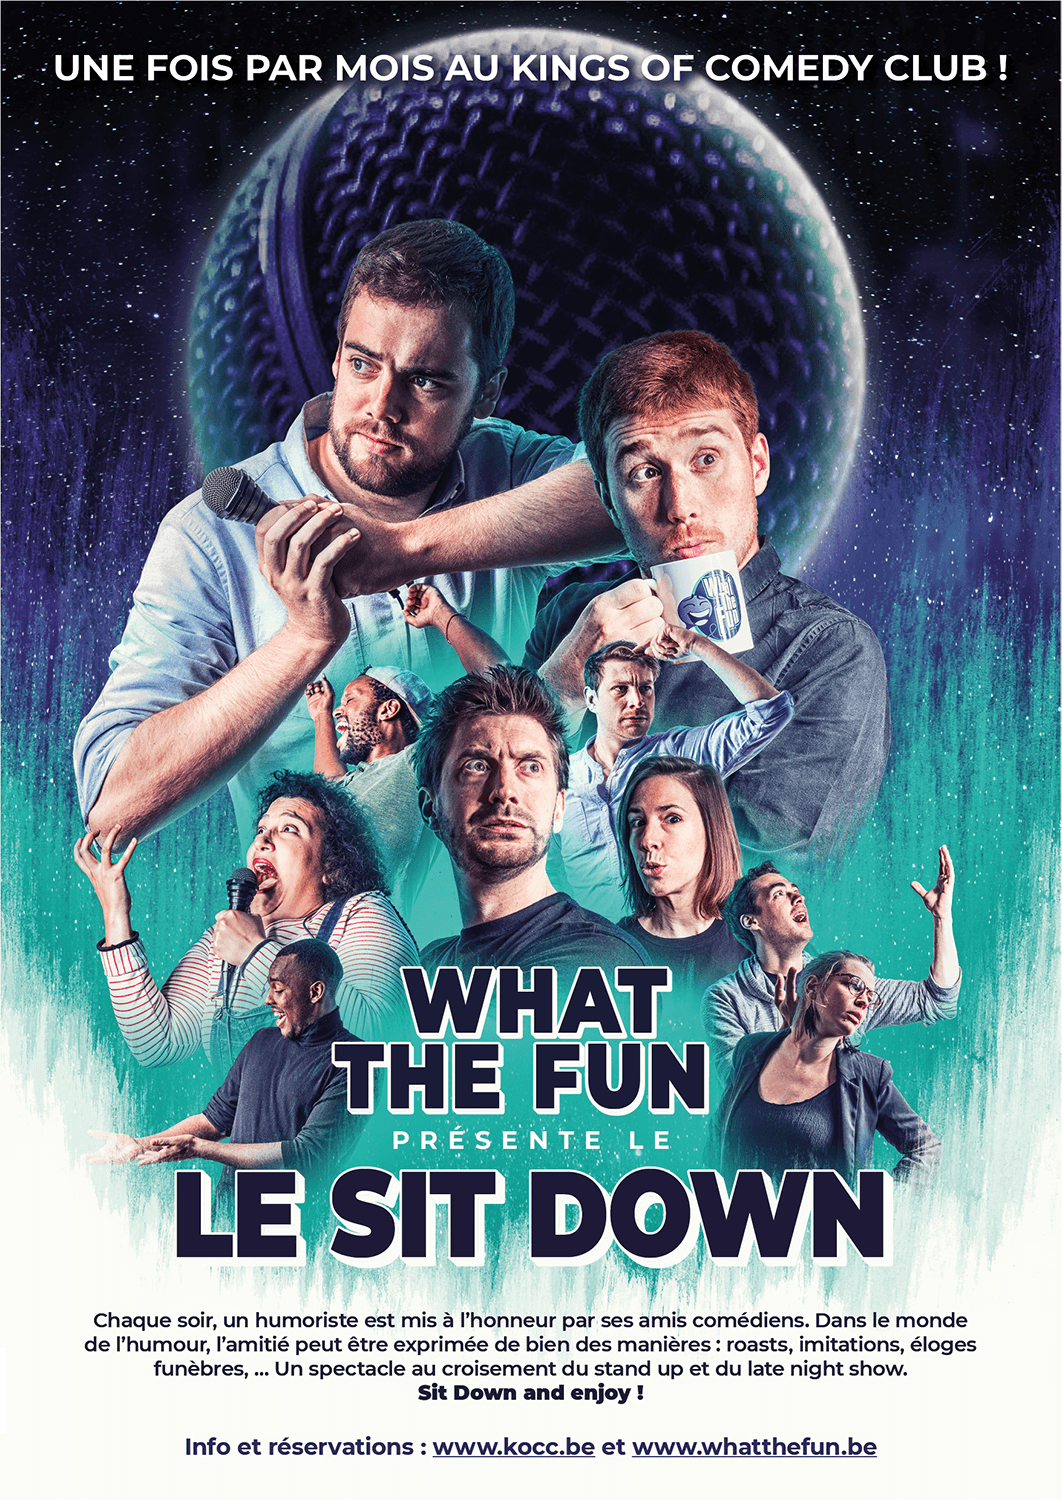 UNE FOIS PAR MOIS AU KINGS OF COMEDY CLUB !
What
The
Fun
WHAT
THE FUN
PRÉSENTE LE
LE SIT DOWN
Chaque soir, un humoriste est mis à l'honneur par ses amis comédiens. Dans le monde
de l'humour, l'amitié peut être exprimée de bien des manières : roasts, imitations, éloges
funèbres, ... Un spectacle au croisement du stand up et du late night show.
Sit Down and enjoy !
Info et réservations : www.kocc.be et www.whatthefun.be